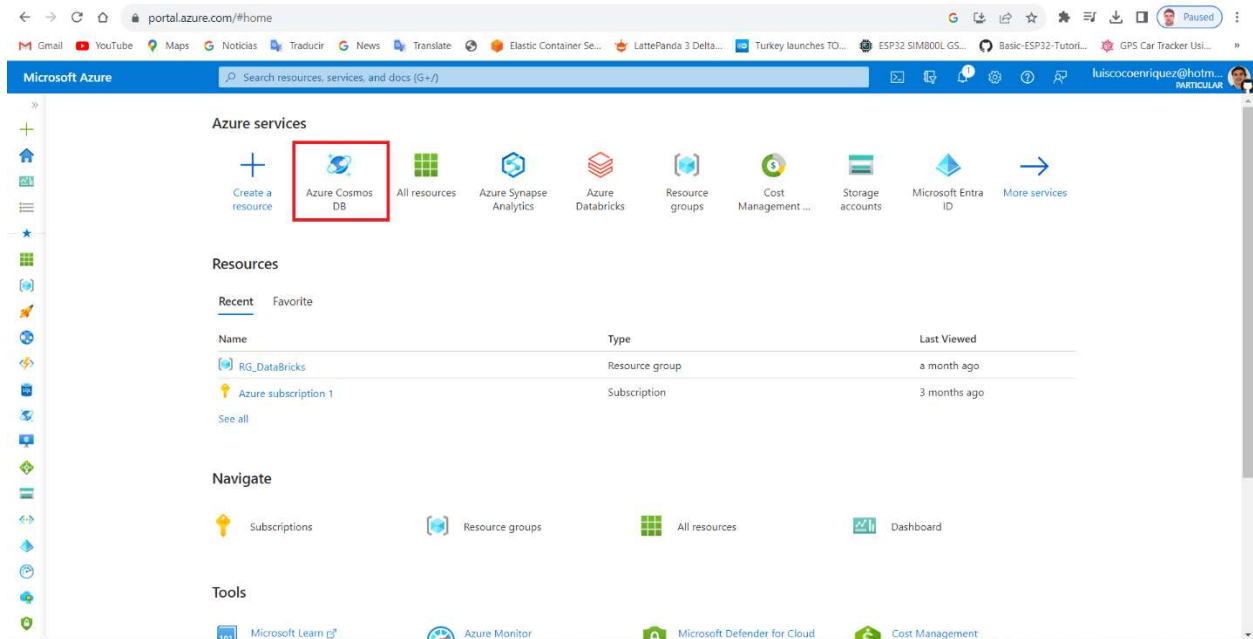 portal.azure.com/#home
Paused
Gmail YouTube Maps Noticias Traducir News Translate Elastic Container Se... LattePanda 3 Delta... Turkey launches TO... ESP32 SIM800L GS... Basic-ESP32-Tutori... GPS Car Tracker Usi... »
Microsoft Azure
Search resources, services, and docs (G+/)
1
luiscocoenriquez@hotm...
PARTICULAR
Azure services
Create a resource
Azure Cosmos DB
All resources
Azure Synapse Analytics
Azure Databricks
Resource groups
Cost Management ...
Storage accounts
Microsoft Entra ID
More services
Resources
Recent Favorite
Name Type Last Viewed
RG_DataBricks Resource group a month ago
Azure subscription 1 Subscription 3 months ago
See all
Navigate
Subscriptions Resource groups All resources Dashboard
Tools
Microsoft Learn Azure Monitor Microsoft Defender for Cloud Cost Management